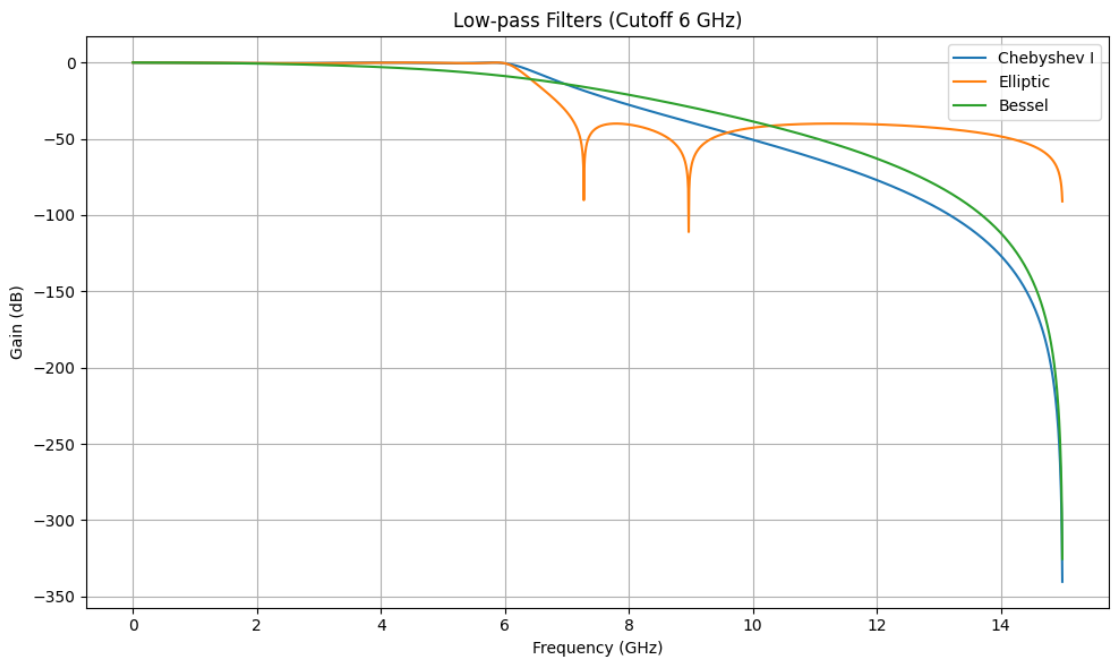 Low-pass Filters (Cutoff 6 GHz)
Chebyshev I
Elliptic
Bessel
Gain (dB)
0
−50
−100
−150
−200
−250
−300
−350
0 2 4 6 8 10 12 14
Frequency (GHz)